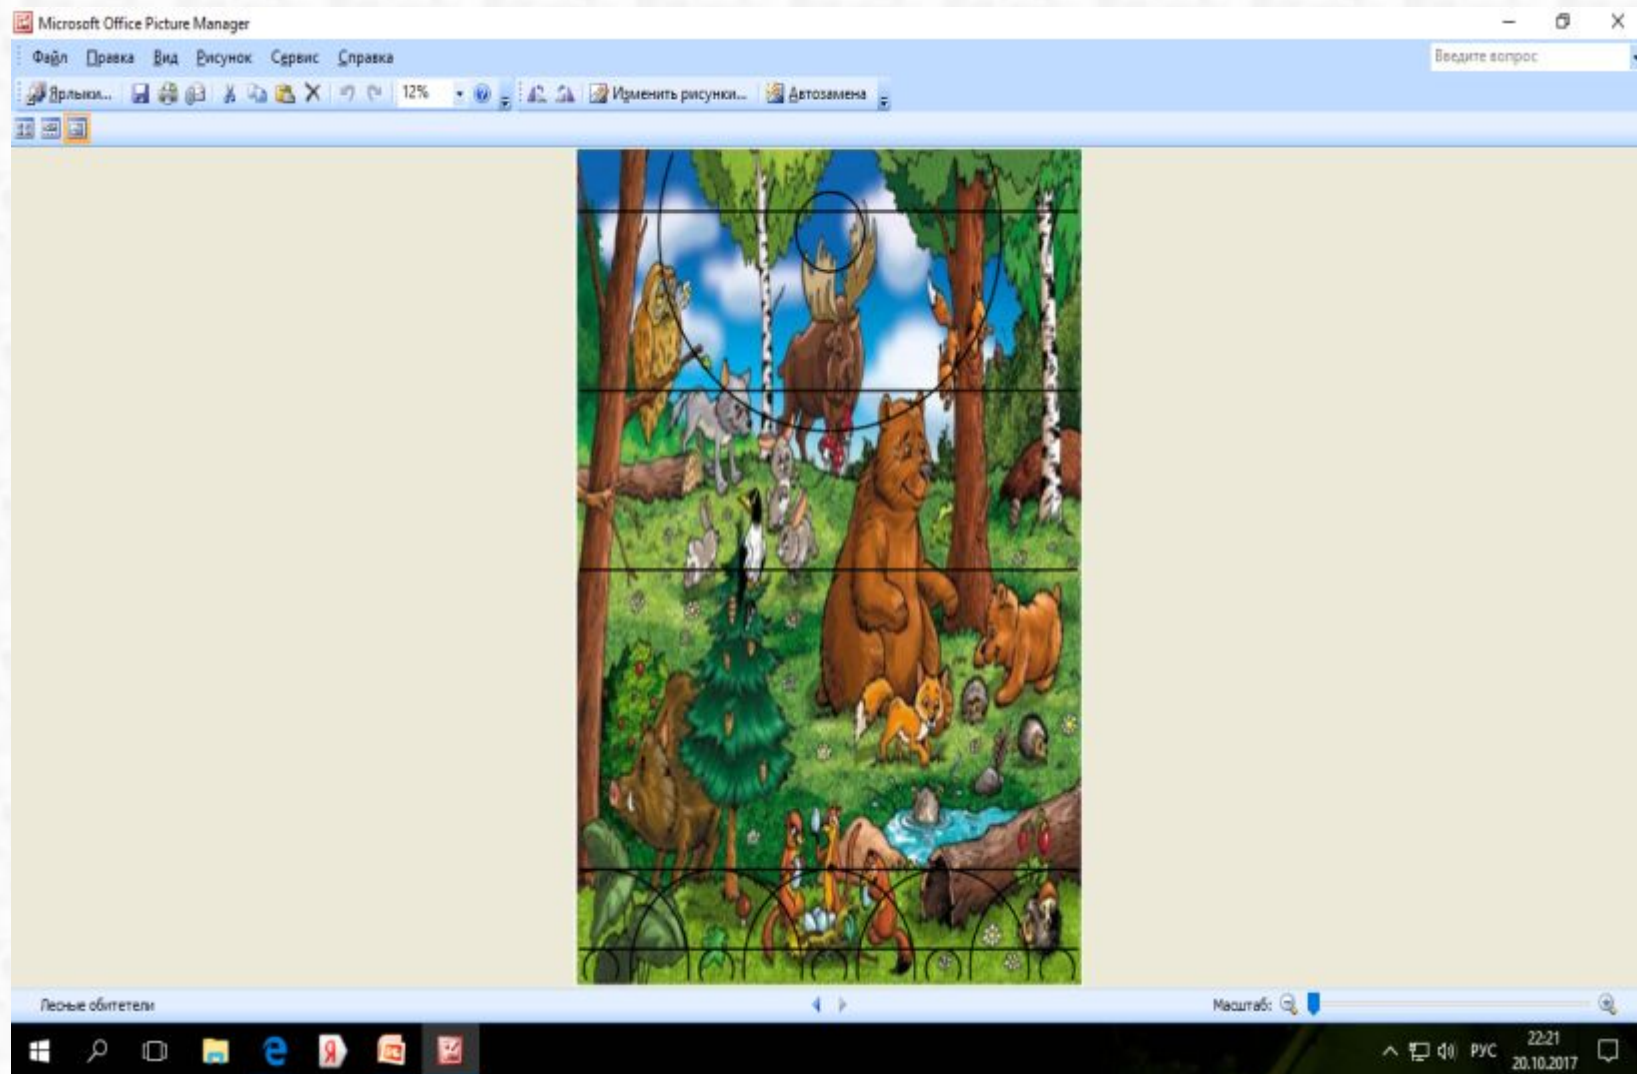 Microsoft Office Picture Manager
Файл Правка Вид Рисунок Сервис Справка
Введите вопрос
Ярлыки... 12% Изменить рисунки... Автозамена
Лесные обитетели
Масштаб:
РУС
22:21
20.10.2017